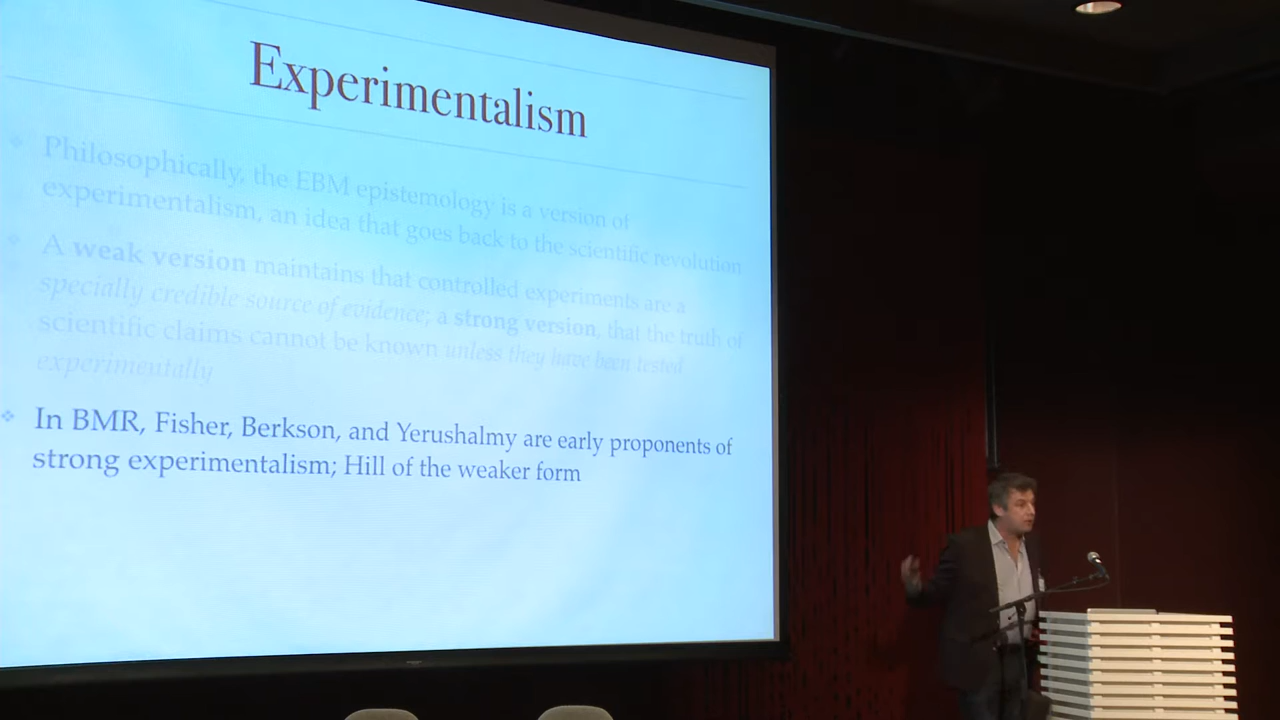 Experimentalism
Philosophically, the EBM epistemology is a version of
experimentalism, an idea that goes back to the scientific revolution
A weak version maintains that controlled experiments are a
specially credible source of evidence; a strong version, that the truth of
scientific claims cannot be known unless they have been tested
experimentally
In BMR, Fisher, Berkson, and Yerushalmy are early proponents of
strong experimentalism; Hill of the weaker form